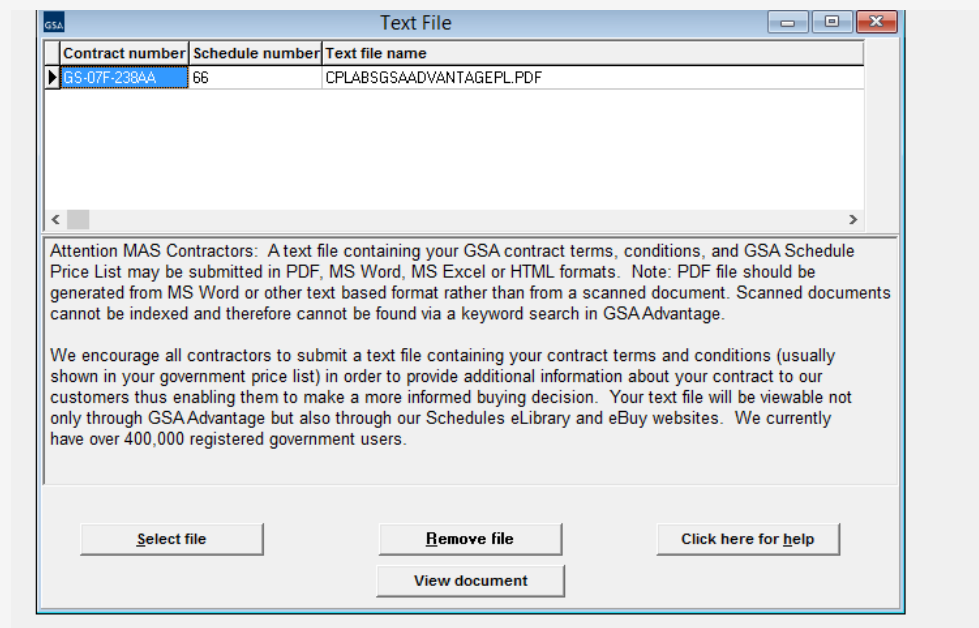 GSA
Text File
Contract number Schedule number Text file name
GS-07F-238AA 66 CPLABSGSAADVANTAGEPL.PDF
Attention MAS Contractors:  A text file containing your GSA contract terms, conditions, and GSA Schedule
Price List may be submitted in PDF, MS Word, MS Excel or HTML formats.  Note: PDF file should be
generated from MS Word or other text based format rather than from a scanned document. Scanned documents
cannot be indexed and therefore cannot be found via a keyword search in GSA Advantage.
We encourage all contractors to submit a text file containing your contract terms and conditions (usually
shown in your government price list) in order to provide additional information about your contract to our
customers thus enabling them to make a more informed buying decision.  Your text file will be viewable not
only through GSA Advantage but also through our Schedules eLibrary and eBuy websites.  We currently
have over 400,000 registered government users.
Select file Remove file Click here for help
View document